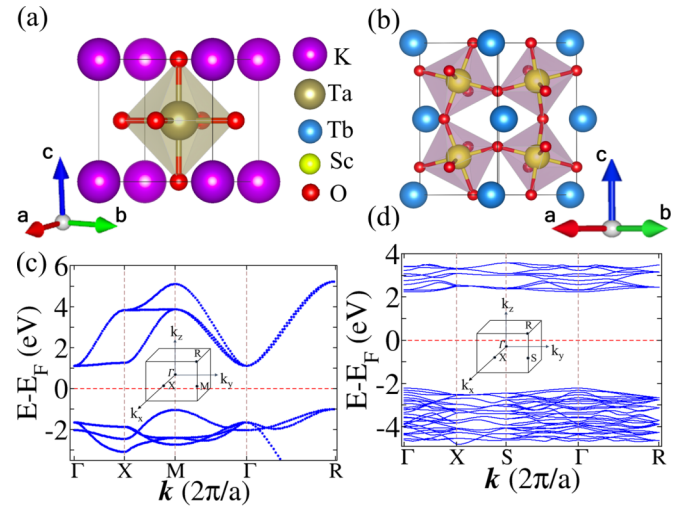 (a)
(b)
K
Ta
Tb
Sc
O
c
a
b
c
a
b
(c)
6
4
2
0
-2
E-E_F (eV)
k_z
R
Γ
k_y
X
M
k_x
Γ
X
M
Γ
R
k (2π/a)
(d)
4
2
0
-2
-4
E-E_F (eV)
k_z
R
Γ
k_y
X
S
k_x
Γ
X
S
Γ
R
k (2π/a)